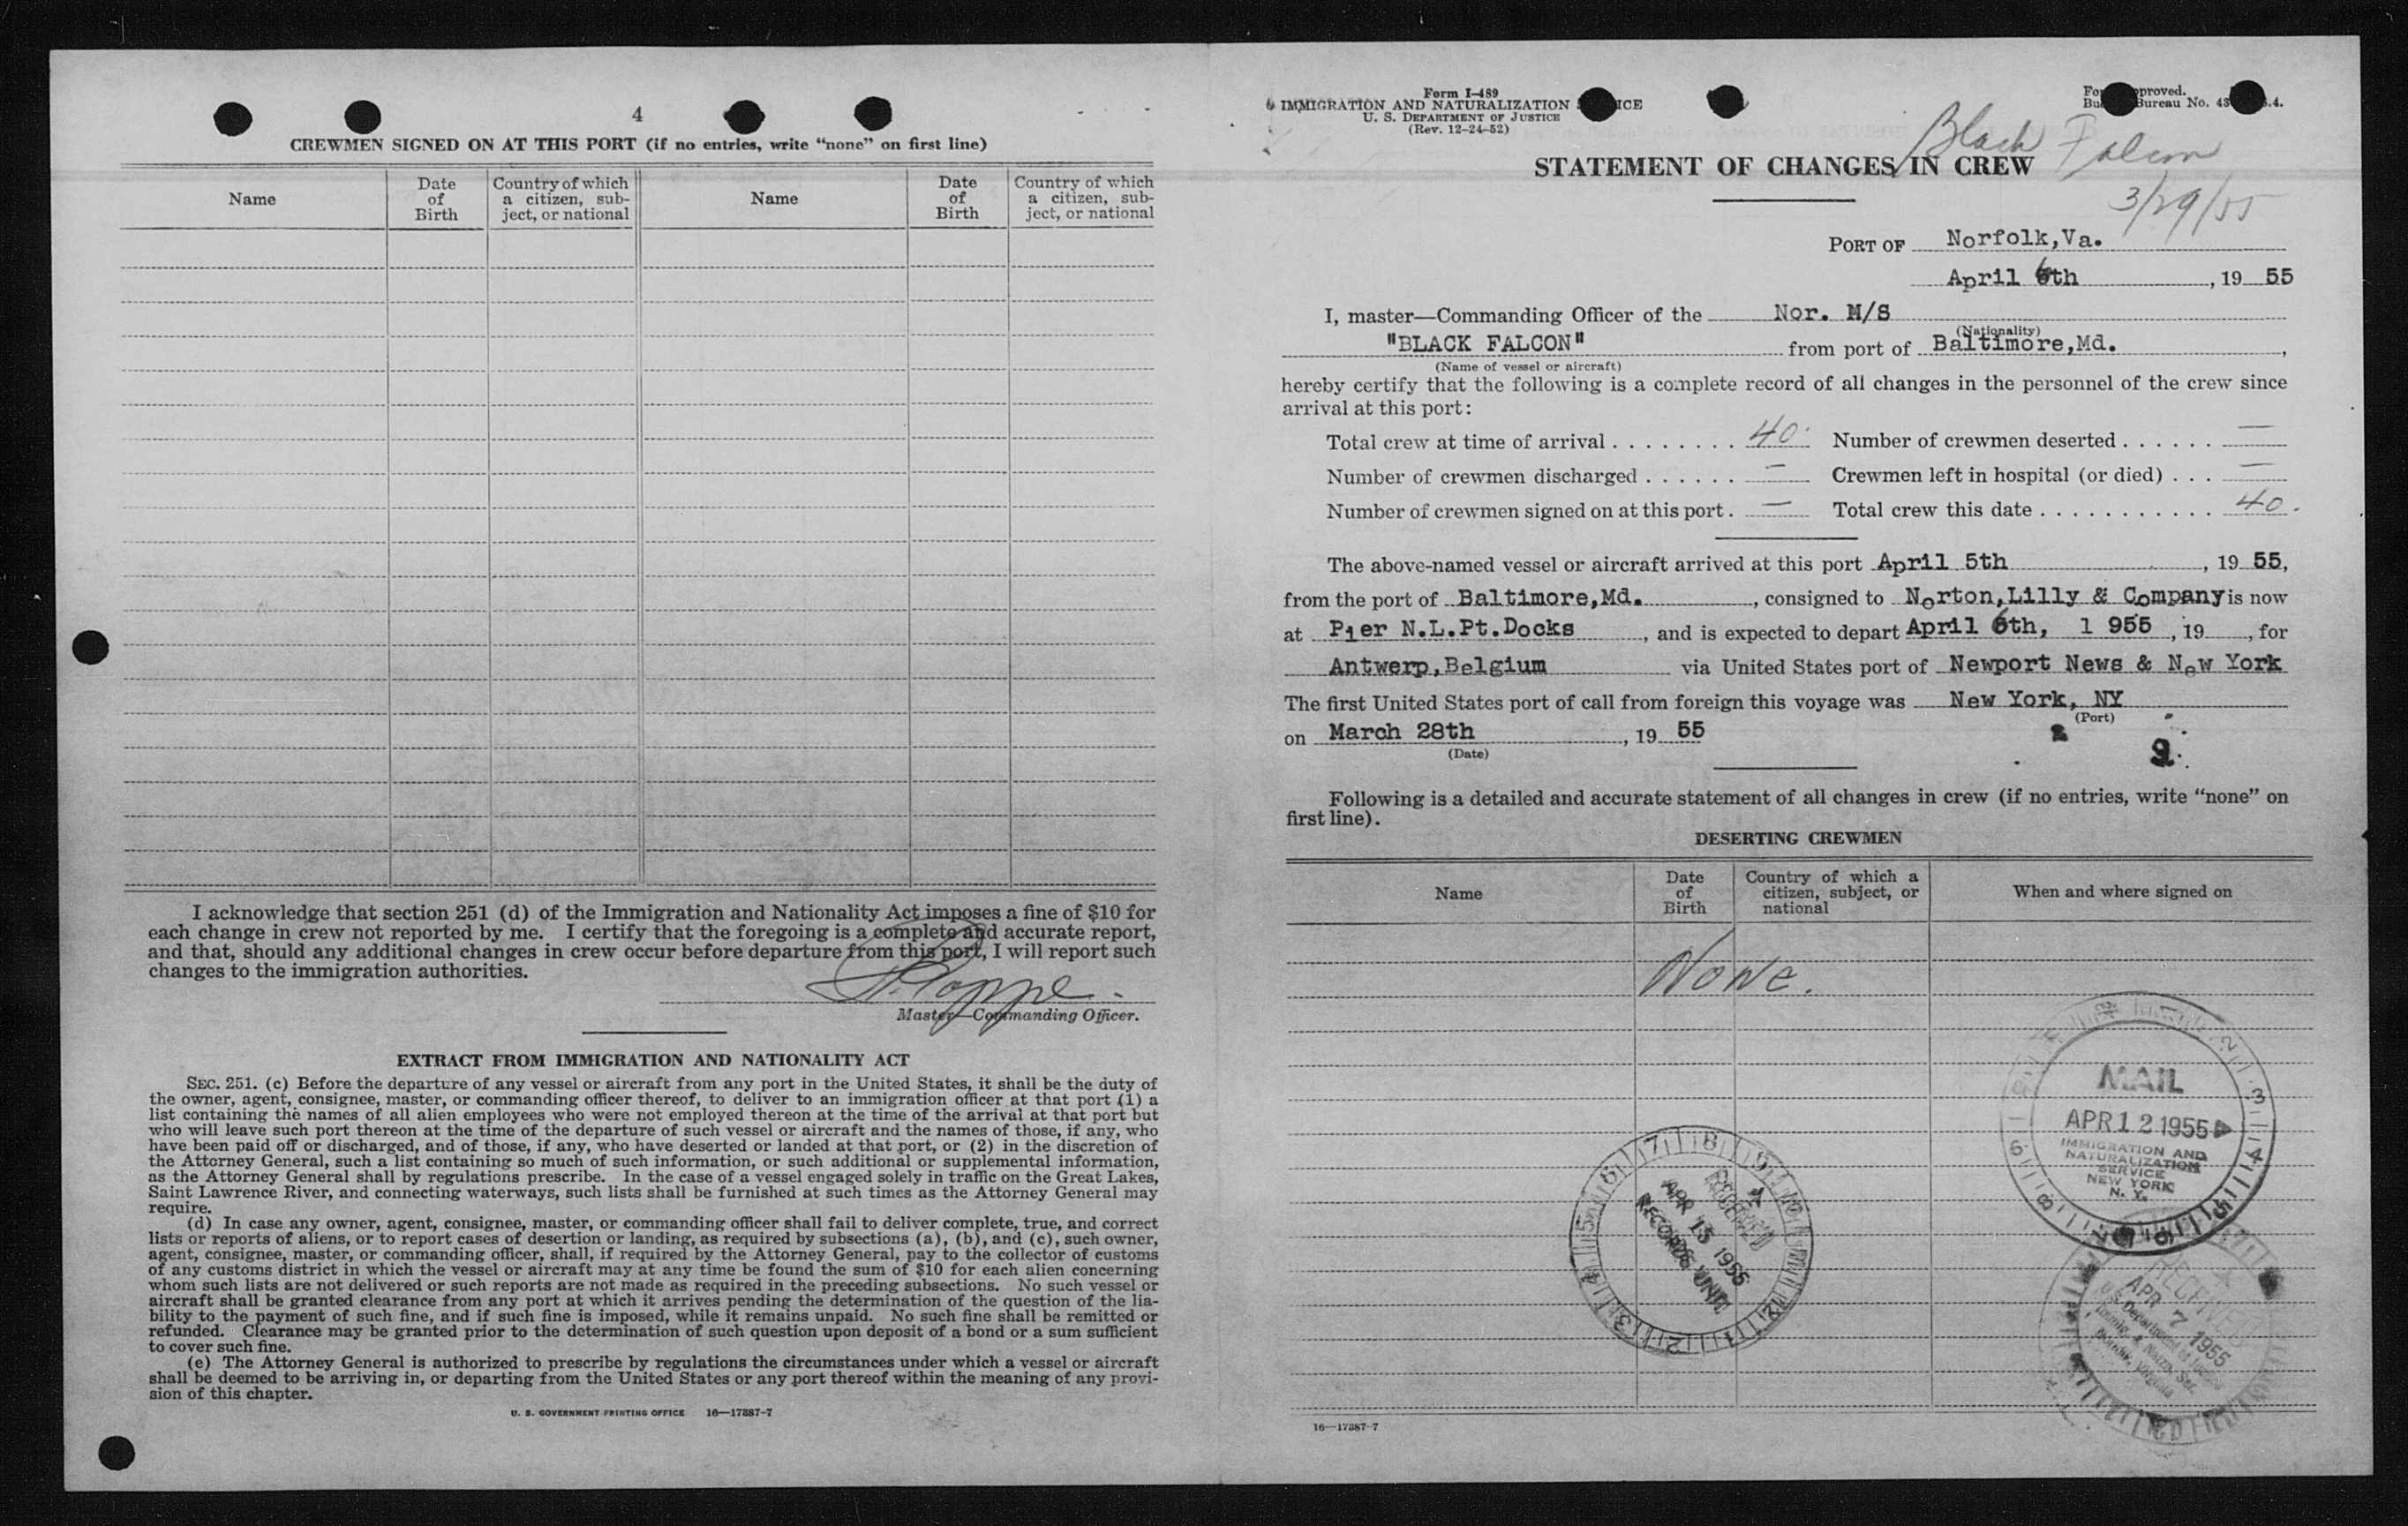 4
CREWMEN SIGNED ON AT THIS PORT (if no entries, write “none” on first line)
Name
Date of Birth
Country of which a citizen, subject, or national
Name
Date of Birth
Country of which a citizen, subject, or national
I acknowledge that section 251 (d) of the Immigration and Nationality Act imposes a fine of $10 for
each change in crew not reported by me. I certify that the foregoing is a complete and accurate report,
and that, should any additional changes in crew occur before departure from this port, I will report such
changes to the immigration authorities.
Master—Commanding Officer.
EXTRACT FROM IMMIGRATION AND NATIONALITY ACT
SEC. 251. (c) Before the departure of any vessel or aircraft from any port in the United States, it shall be the duty of
the owner, agent, consignee, master, or commanding officer thereof, to deliver to an immigration officer at that port (1) a
list containing the names of all alien employees who were not employed thereon at the time of the arrival at that port but
who will leave such port thereon at the time of the departure of such vessel or aircraft and the names of those, if any, who
have been paid off or discharged, and of those, if any, who have deserted or landed at that port, or (2) in the discretion of
the Attorney General, such a list containing so much of such information, or such additional or supplemental information,
as the Attorney General shall by regulations prescribe. In the case of a vessel engaged solely in traffic on the Great Lakes,
Saint Lawrence River, and connecting waterways, such lists shall be furnished at such times as the Attorney General may
require.
(d) In case any owner, agent, consignee, master, or commanding officer shall fail to deliver complete, true, and correct
lists or reports of aliens, or to report cases of desertion or landing, as required by subsections (a), (b), and (c), such owner,
agent, consignee, master, or commanding officer, shall, if required by the Attorney General, pay to the collector of customs
of any customs district in which the vessel or aircraft may at any time be found the sum of $10 for each alien concerning
whom such lists are not delivered or such reports are not made as required in the preceding subsections. No such vessel or
aircraft shall be granted clearance from any port at which it arrives pending the determination of the question of the lia-
bility to the payment of such fine, and if such fine is imposed, while it remains unpaid. No such fine shall be remitted or
refunded. Clearance may be granted prior to the determination of such question upon deposit of a bond or a sum sufficient
to cover such fine.
(e) The Attorney General is authorized to prescribe by regulations the circumstances under which a vessel or aircraft
shall be deemed to be arriving in, or departing from the United States or any port thereof within the meaning of any provi-
sion of this chapter.
U. S. GOVERNMENT PRINTING OFFICE 16—17387-7
Form I-489
IMMIGRATION AND NATURALIZATION
U. S. DEPARTMENT OF JUSTICE
(Rev. 12-24-52)
Bureau No.
Black Falcon
STATEMENT OF CHANGES IN CREW
3/29/55
PORT OF Norfolk,Va.
April 6th, 19 55
I, master—Commanding Officer of the Nor. M/S
(Nationality)
"BLACK FALCON" from port of Baltimore,Md.,
(Name of vessel or aircraft)
hereby certify that the following is a complete record of all changes in the personnel of the crew since
arrival at this port:
Total crew at time of arrival 40 Number of crewmen deserted —
Number of crewmen discharged — Crewmen left in hospital (or died) —
Number of crewmen signed on at this port. — Total crew this date 40.
The above-named vessel or aircraft arrived at this port April 5th, 19 55,
from the port of Baltimore,Md., consigned to Norton,Lilly & Company is now
at Pier N.L.Pt.Docks, and is expected to depart April 6th, 1 955, 19, for
Antwerp,Belgium via United States port of Newport News & New York
The first United States port of call from foreign this voyage was New York, NY
(Port)
on March 28th, 19 55
(Date)
2
9
Following is a detailed and accurate statement of all changes in crew (if no entries, write “none” on
first line).
DESERTING CREWMEN
Name
Date of Birth
Country of which a citizen, subject, or national
When and where signed on
None.
MAIL
APR 12 1955
IMMIGRATION AND
NATURALIZATION
SERVICE
NEW YORK
N. Y.
RECEIVED
APR 13 1955
RECORDS UNIT
RECEIVED
APR 7 1955
16—17387-7